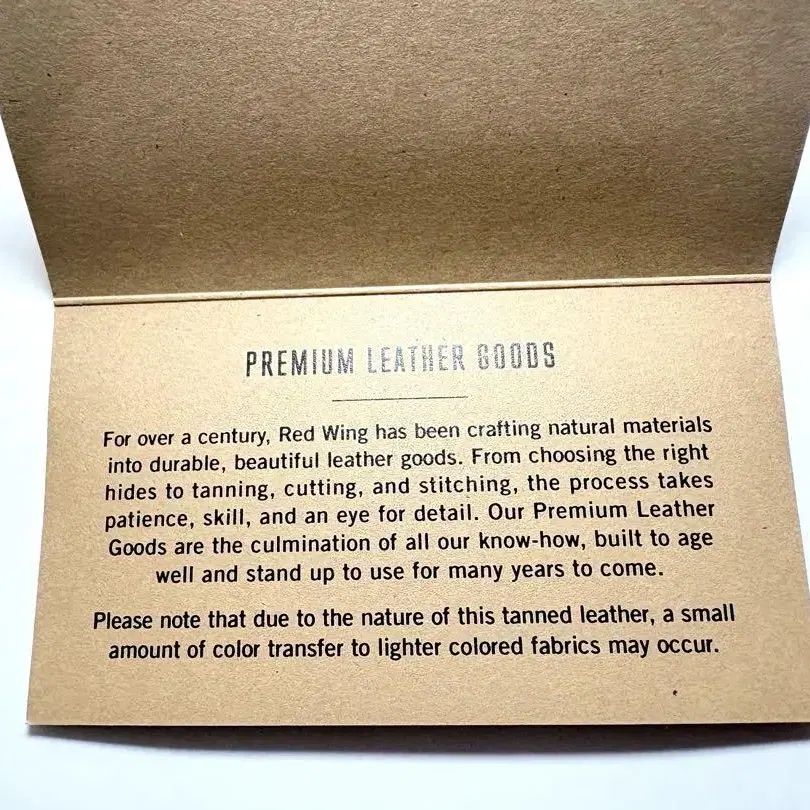 PREMIUM LEATHER GOODS
For over a century, Red Wing has been crafting natural materials
into durable, beautiful leather goods. From choosing the right
hides to tanning, cutting, and stitching, the process takes
patience, skill, and an eye for detail. Our Premium Leather
Goods are the culmination of all our know-how, built to age
well and stand up to use for many years to come.
Please note that due to the nature of this tanned leather, a small
amount of color transfer to lighter colored fabrics may occur.